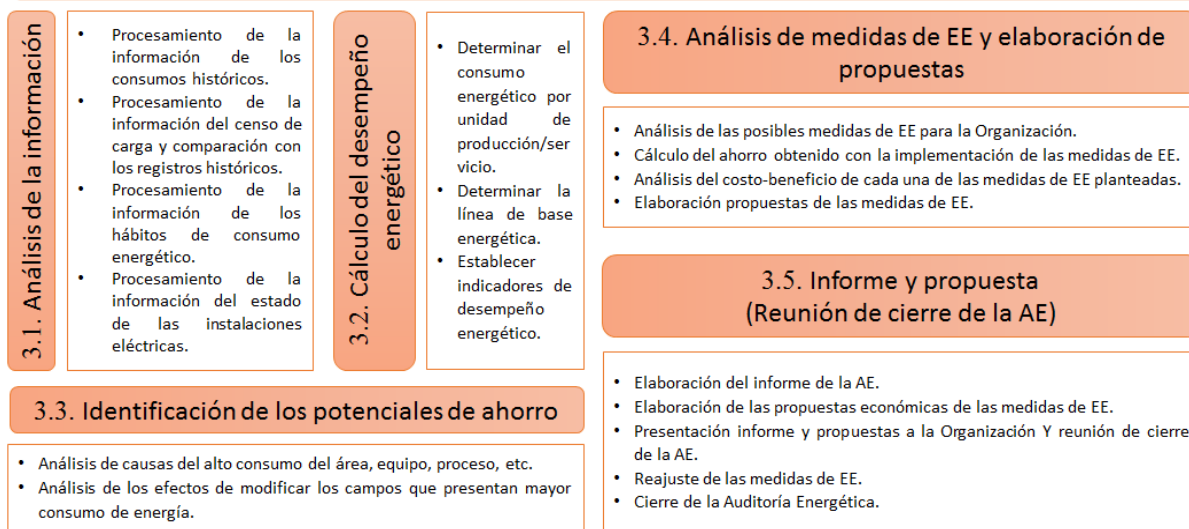 3.1. Análisis de la información
• Procesamiento de la
información de los
consumos históricos.
• Procesamiento de la
información del censo de
carga y comparación con
los registros históricos.
• Procesamiento de la
información de los
hábitos de consumo
energético.
• Procesamiento de la
información del estado
de las instalaciones
eléctricas.
3.2. Cálculo del desempeño
energético
• Determinar el
consumo
energético por
unidad de
producción/ser
vicio.
• Determinar la
línea de base
energética.
• Establecer
indicadores de
desempeño
energético.
3.3. Identificación de los potenciales de ahorro
• Análisis de causas del alto consumo del área, equipo, proceso, etc.
• Análisis de los efectos de modificar los campos que presentan mayor
consumo de energía.
3.4. Análisis de medidas de EE y elaboración de
propuestas
• Análisis de las posibles medidas de EE para la Organización.
• Cálculo del ahorro obtenido con la implementación de las medidas de EE.
• Análisis del costo-beneficio de cada una de las medidas de EE planteadas.
• Elaboración propuestas de las medidas de EE.
3.5. Informe y propuesta
(Reunión de cierre de la AE)
• Elaboración del informe de la AE.
• Elaboración de las propuestas económicas de las medidas de EE.
• Presentación informe y propuestas a la Organización Y reunión de cierre
de la AE.
• Reajuste de las medidas de EE.
• Cierre de la Auditoría Energética.